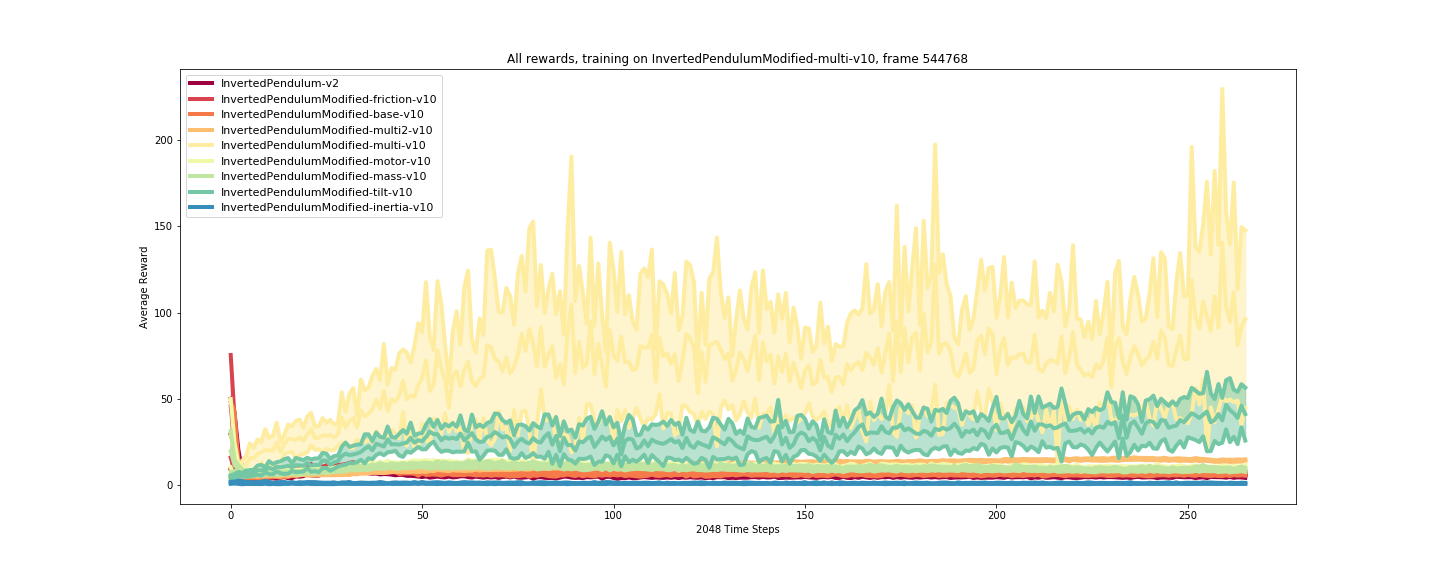 All rewards, training on InvertedPendulumModified-multi-v10, frame 544768
InvertedPendulum-v2
InvertedPendulumModified-friction-v10
InvertedPendulumModified-base-v10
InvertedPendulumModified-multi2-v10
InvertedPendulumModified-multi-v10
InvertedPendulumModified-motor-v10
InvertedPendulumModified-mass-v10
InvertedPendulumModified-tilt-v10
InvertedPendulumModified-inertia-v10
Average Reward
200
150
100
50
0
0 50 100 150 200 250
2048 Time Steps